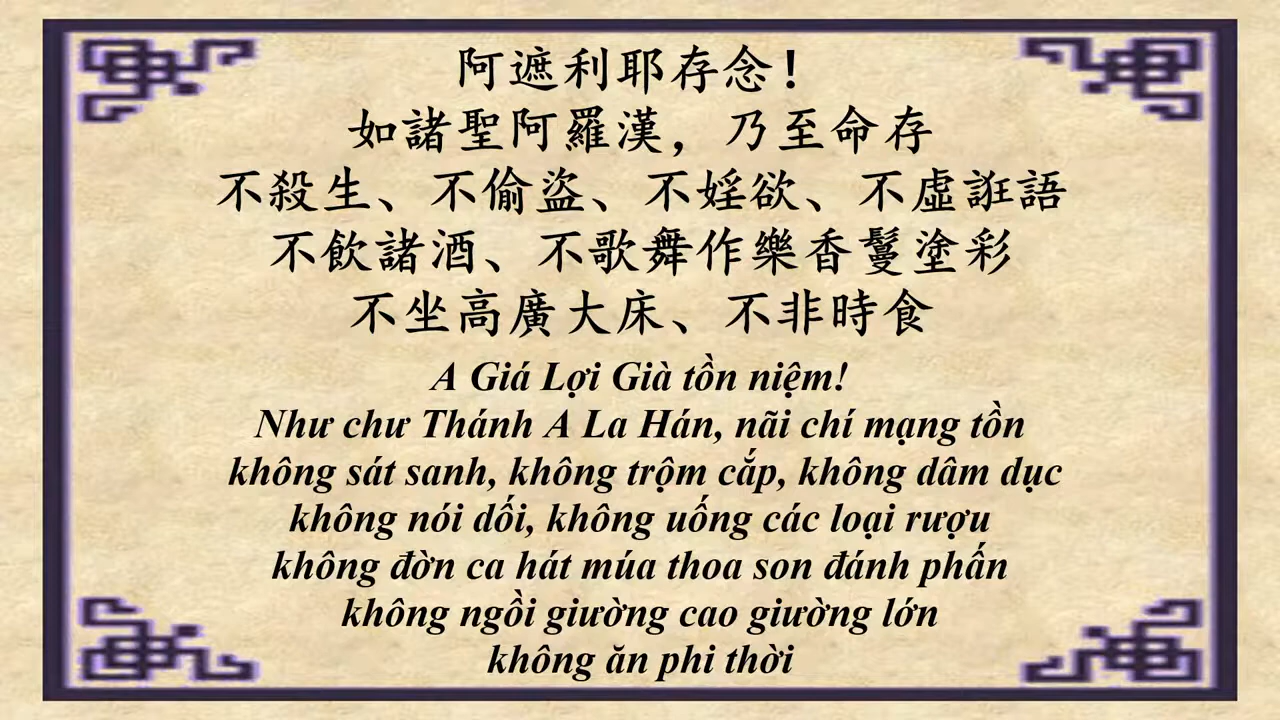 阿遮利耶存念！
如諸聖阿羅漢，乃至命存
不殺生、不偷盜、不婬欲、不虛誑語
不飲諸酒、不歌舞作樂香鬘塗彩
不坐高廣大床、不非時食
A Giá Lợi Già tồn niệm!
Như chư Thánh A La Hán, nãi chí mạng tồn
không sát sanh, không trộm cắp, không dâm dục
không nói dối, không uống các loại rượu
không đờn ca hát múa thoa son đánh phấn
không ngồi giường cao giường lớn
không ăn phi thời